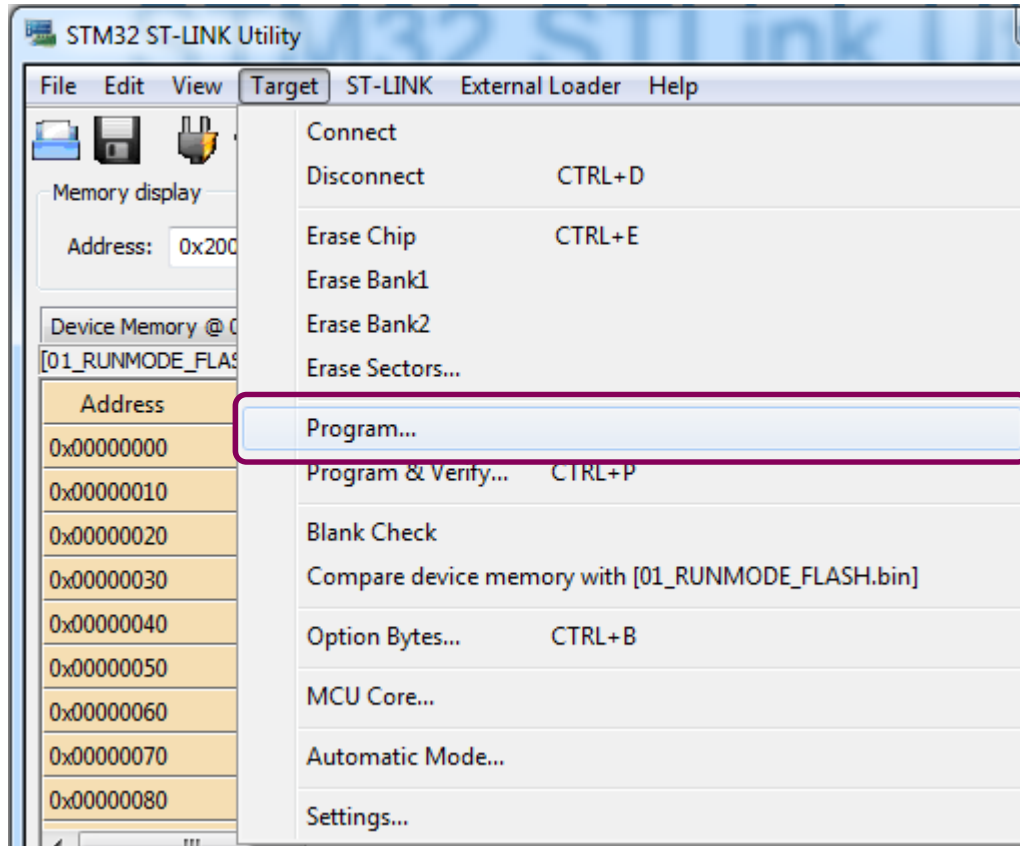 STM32 STLink Uti
STM32 ST-LINK Utility
File Edit View Target ST-LINK External Loader Help
Connect
Disconnect CTRL+D
Memory display
Address: 0x200
Erase Chip CTRL+E
Erase Bank1
Erase Bank2
Erase Sectors...
Device Memory @ 0
[01_RUNMODE_FLAS
Address
Program...
0x00000000
Program & Verify... CTRL+P
0x00000010
Blank Check
0x00000020
Compare device memory with [01_RUNMODE_FLASH.bin]
0x00000030
0x00000040
Option Bytes... CTRL+B
0x00000050
MCU Core...
0x00000060
Automatic Mode...
0x00000070
0x00000080
Settings...